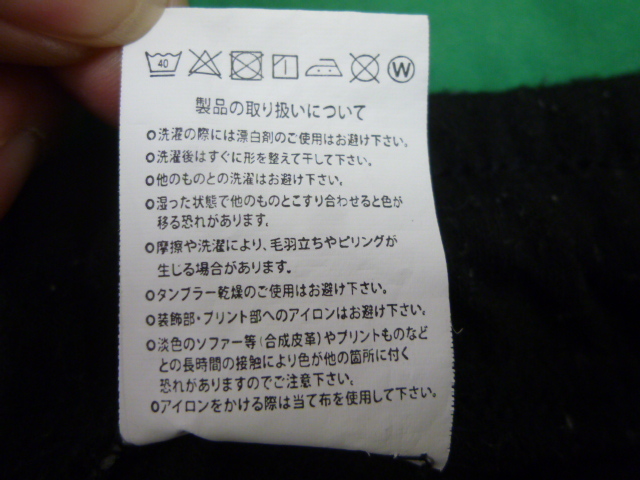 40
W
製品の取り扱いについて
○洗濯の際には漂白剤のご使用はお避け下さい。
○洗濯後はすぐに形を整えて干して下さい。
○他のものとの洗濯はお避け下さい。
○湿った状態で他のものとこすり合わせると色が
移る恐れがあります。
○摩擦や洗濯により、毛羽立ちやピリングが
生じる場合があります。
○タンブラー乾燥のご使用はお避け下さい。
○装飾部・プリント部へのアイロンはお避け下さい。
○淡色のソファー等(合成皮革)やプリントものなど
との長時間の接触により色が他の箇所に付く
恐れがありますのでご注意下さい。
○アイロンをかける際は当て布を使用して下さい。